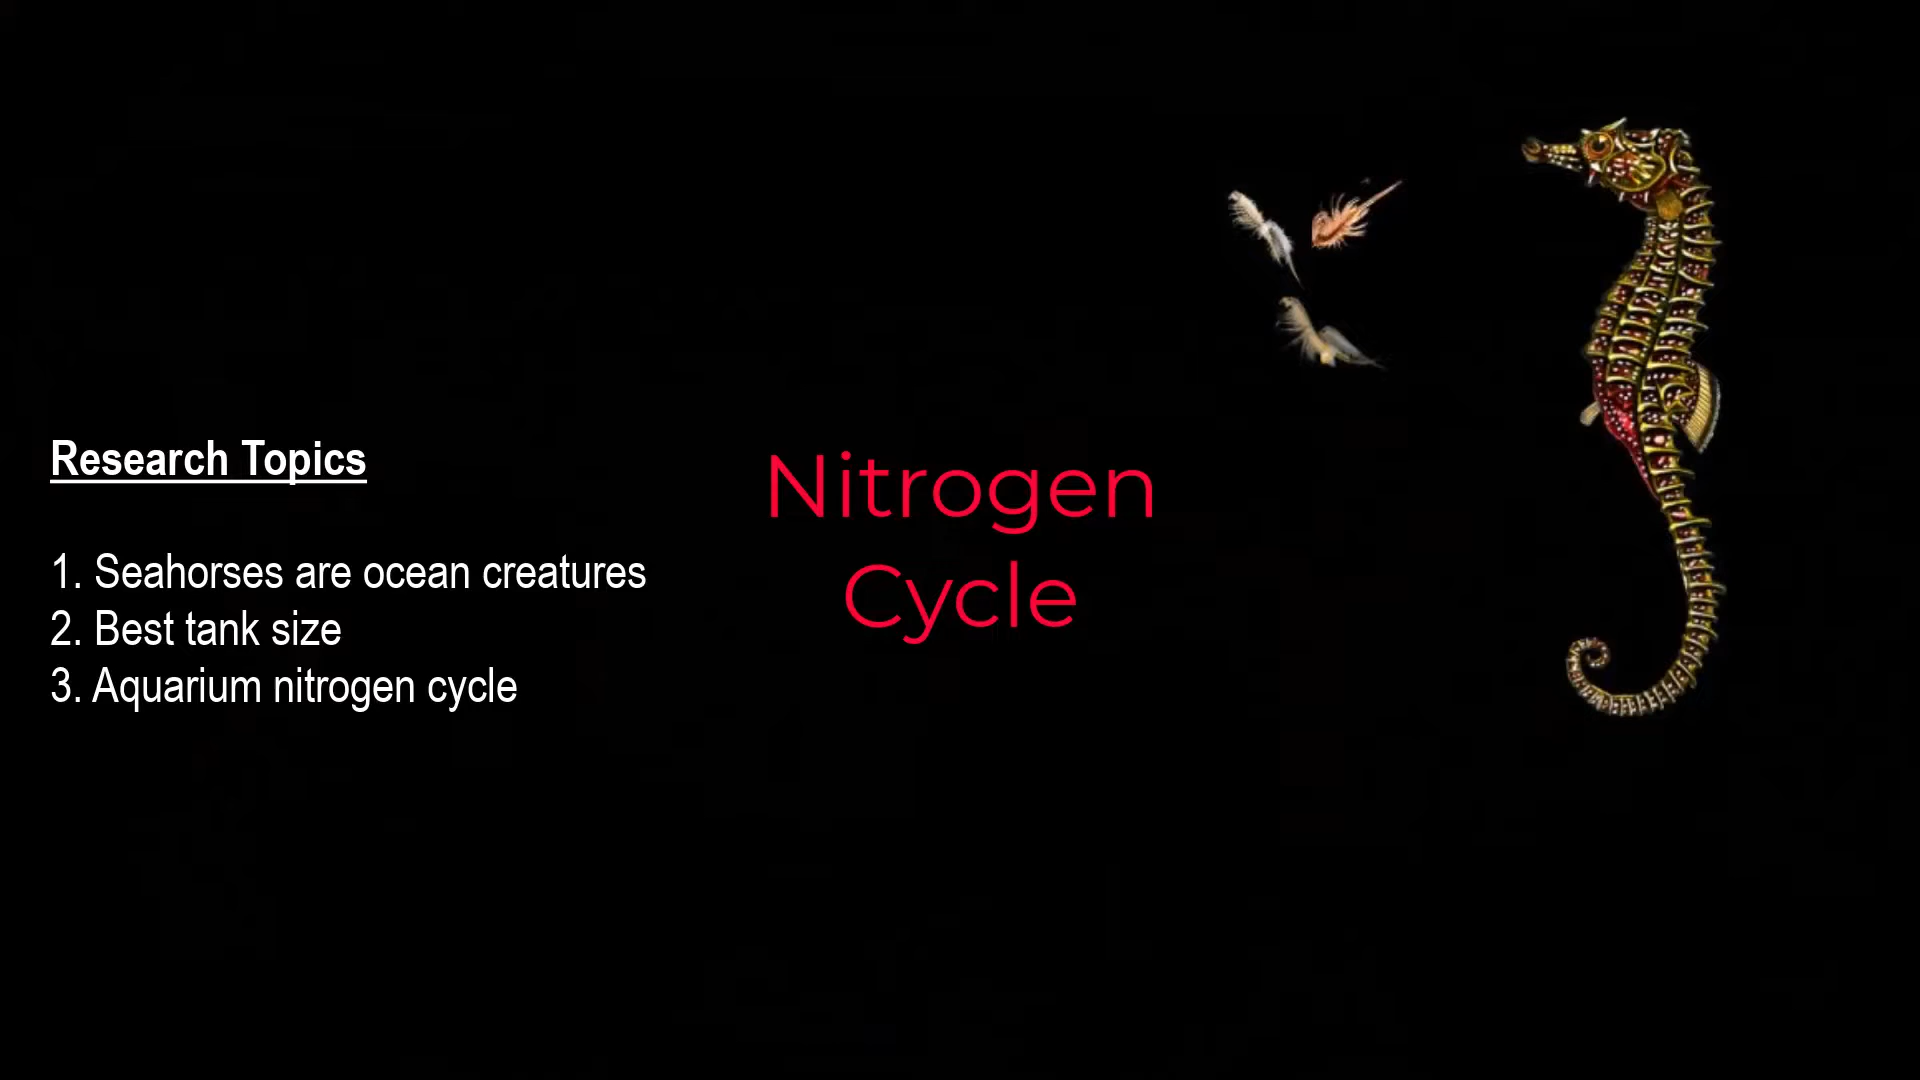 Research Topics
1. Seahorses are ocean creatures
2. Best tank size
3. Aquarium nitrogen cycle
Nitrogen
Cycle